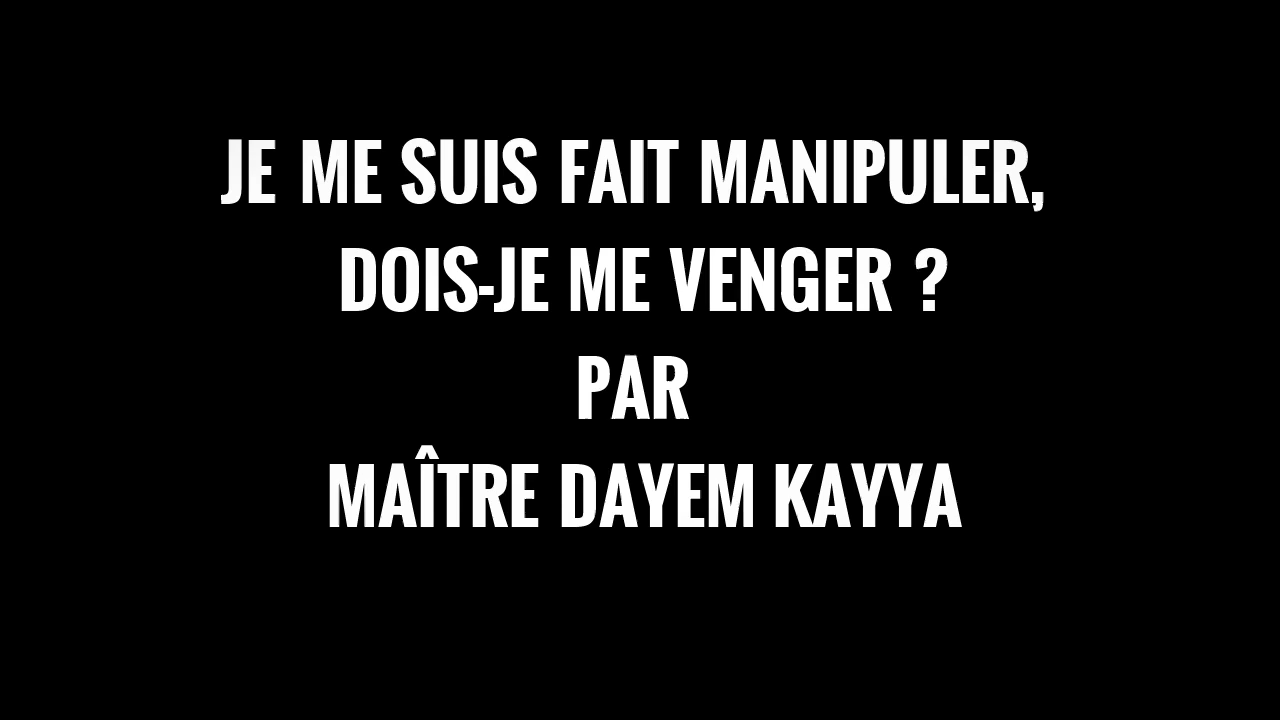 JE ME SUIS FAIT MANIPULER,
DOIS-JE ME VENGER ?
PAR
MAÎTRE DAYEM KAYYA